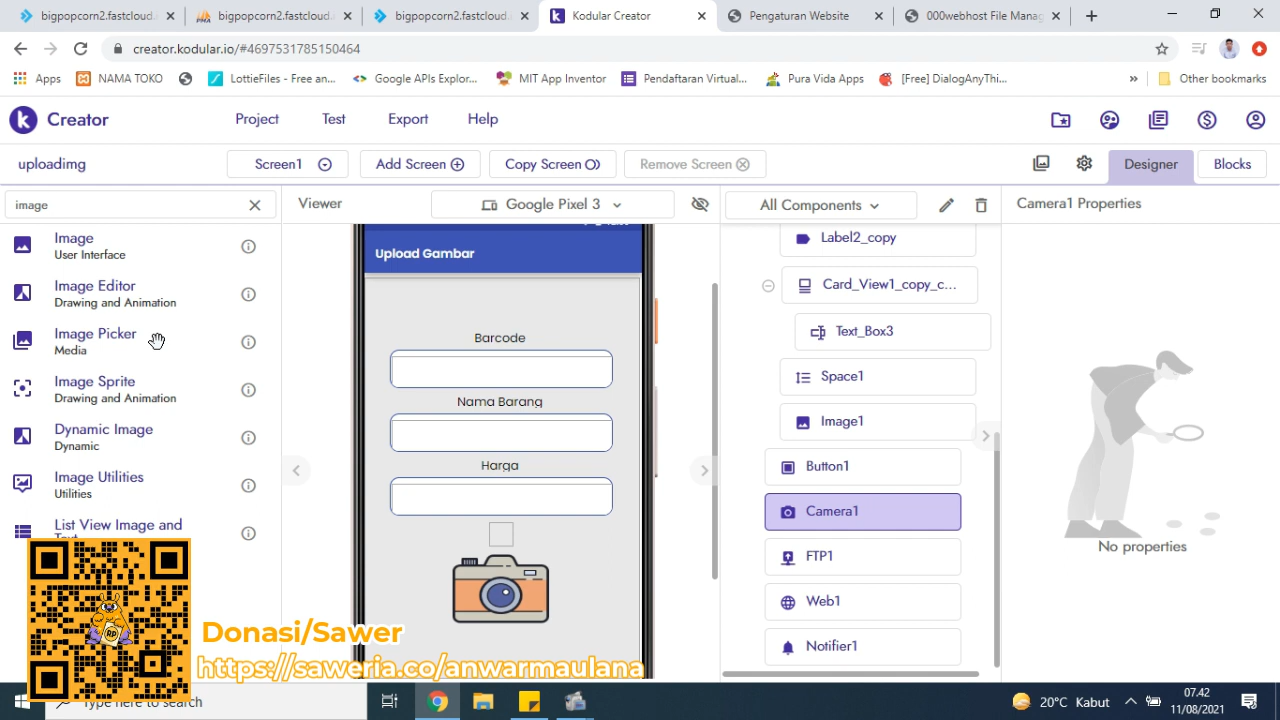 bigpopcorn2.fastcloud.
bigpopcorn2.fastcloud.
bigpopcorn2.fastcloud.
Kodular Creator
Pengaturan Website
000webhost File Mana
creator.kodular.io/#4697531785150464
Apps
NAMA TOKO
LottieFiles - Free an...
Google APIs Explor...
MIT App Inventor
Pendaftaran Virtual...
Pura Vida Apps
[Free] DialogAnyThi...
»
Other bookmarks
Creator
Project
Test
Export
Help
uploadimg
Screen1
Add Screen
Copy Screen
Remove Screen
Designer
Blocks
image
Viewer
Google Pixel 3
All Components
Camera1 Properties
Image
User Interface
Image Editor
Drawing and Animation
Image Picker
Media
Image Sprite
Drawing and Animation
Dynamic Image
Dynamic
Image Utilities
Utilities
List View Image and
Upload Gambar
Barcode
Nama Barang
Harga
Label2_copy
Card_View1_copy_c...
Text_Box3
Space1
Image1
Button1
Camera1
FTP1
Web1
Notifier1
No properties
RP
Donasi/Sawer
https://saweria.co/anwarmaulana
Type here to search
20°C Kabut
07.42
11/08/2021